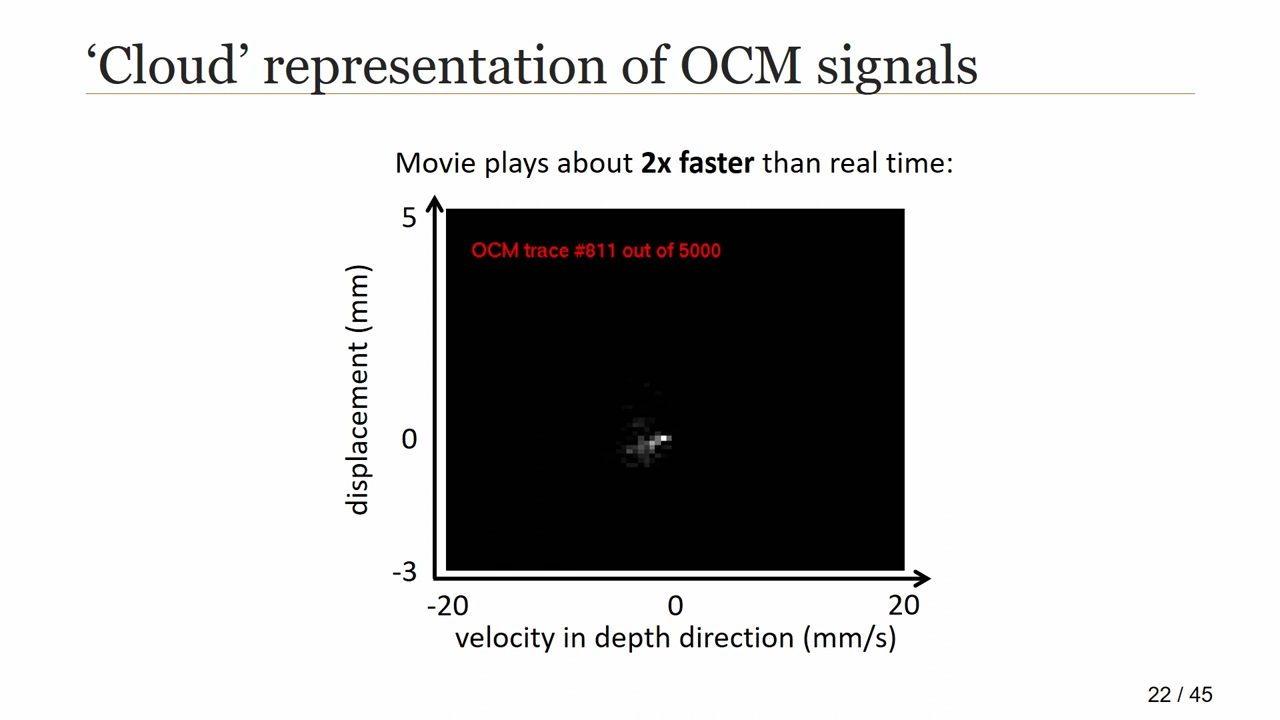 ‘Cloud’ representation of OCM signals
Movie plays about 2x faster than real time:
5
OCM trace #811 out of 5000
displacement (mm)
0
-3
-20
0
20
velocity in depth direction (mm/s)
22 / 45